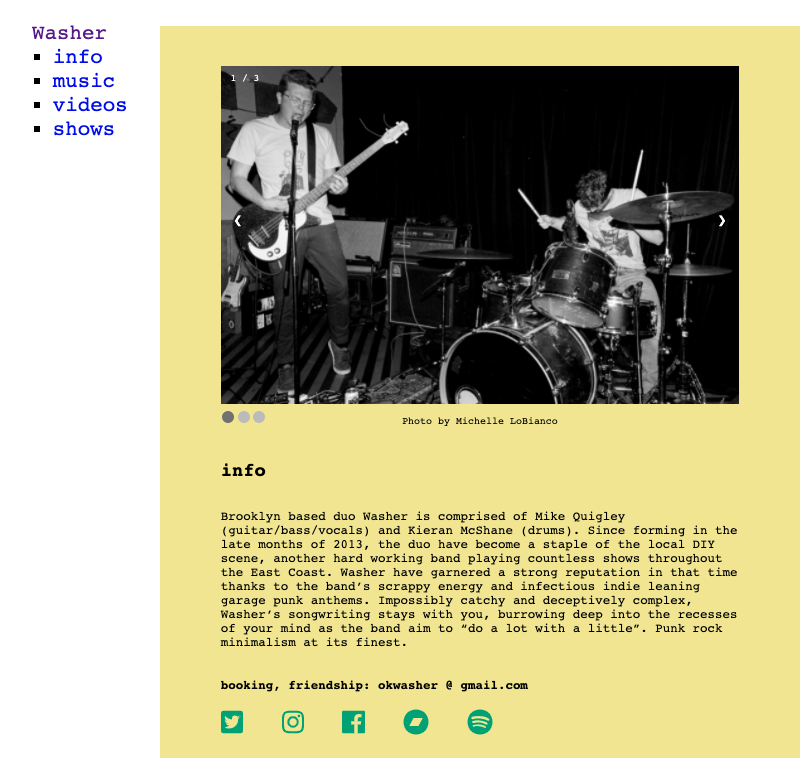 Washer
info
music
videos
shows
1 / 3
❮ ❯
Photo by Michelle LoBianco
info
Brooklyn based duo Washer is comprised of Mike Quigley
(guitar/bass/vocals) and Kieran McShane (drums). Since forming in the
late months of 2013, the duo have become a staple of the local DIY
scene, another hard working band playing countless shows throughout
the East Coast. Washer have garnered a strong reputation in that time
thanks to the band’s scrappy energy and infectious indie leaning
garage punk anthems. Impossibly catchy and deceptively complex,
Washer’s songwriting stays with you, burrowing deep into the recesses
of your mind as the band aim to “do a lot with a little”. Punk rock
minimalism at its finest.
booking, friendship: okwasher @ gmail.com